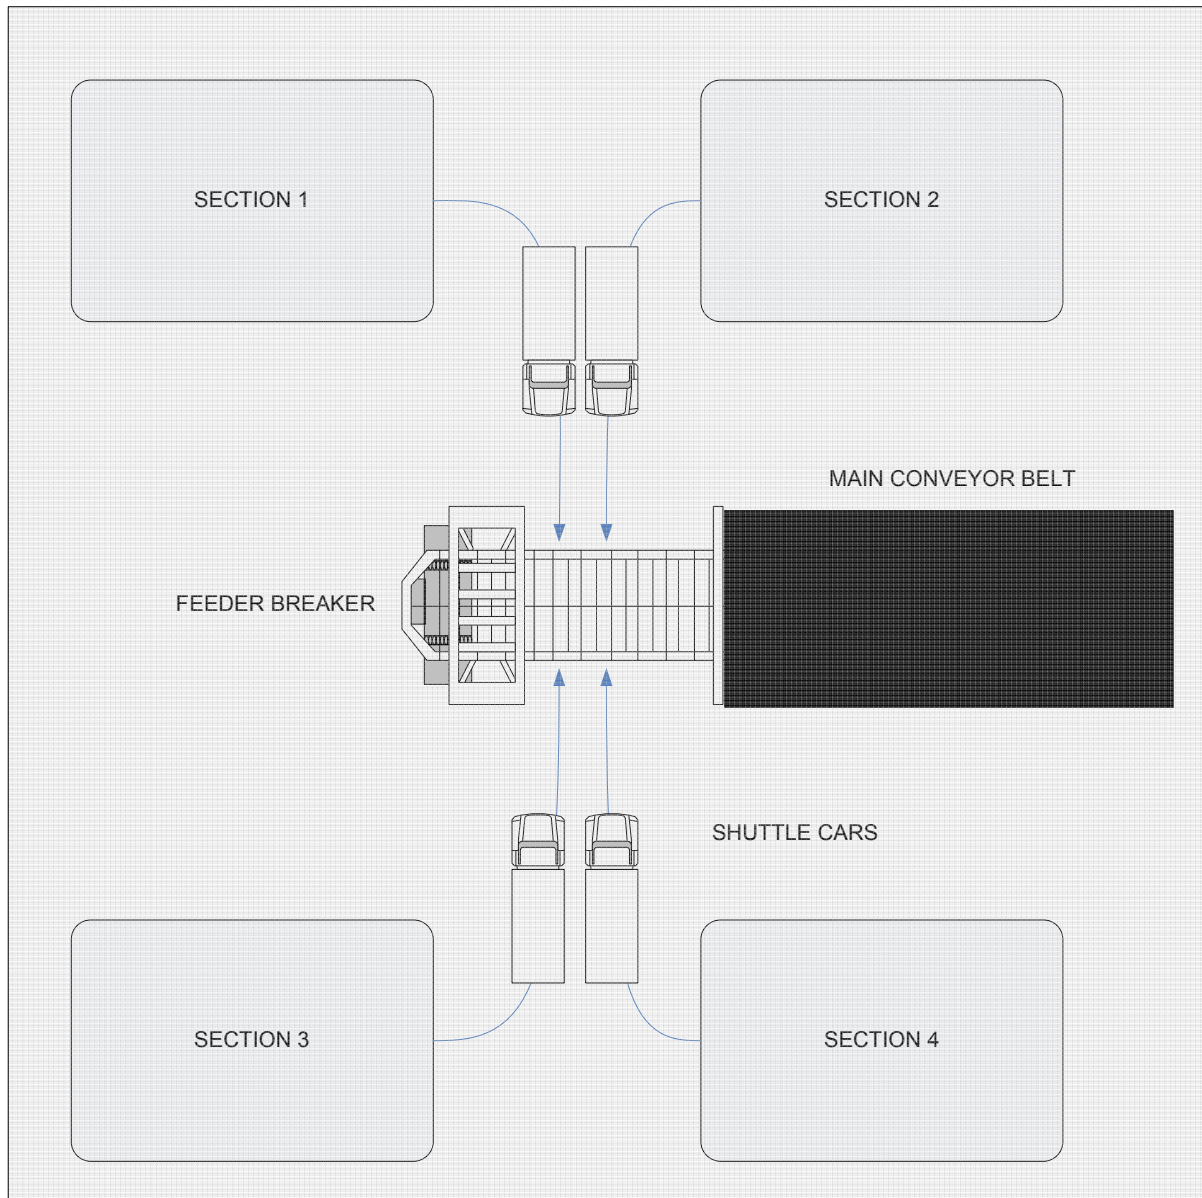 SECTION 1
SECTION 2
MAIN CONVEYOR BELT
FEEDER BREAKER
SHUTTLE CARS
SECTION 3
SECTION 4